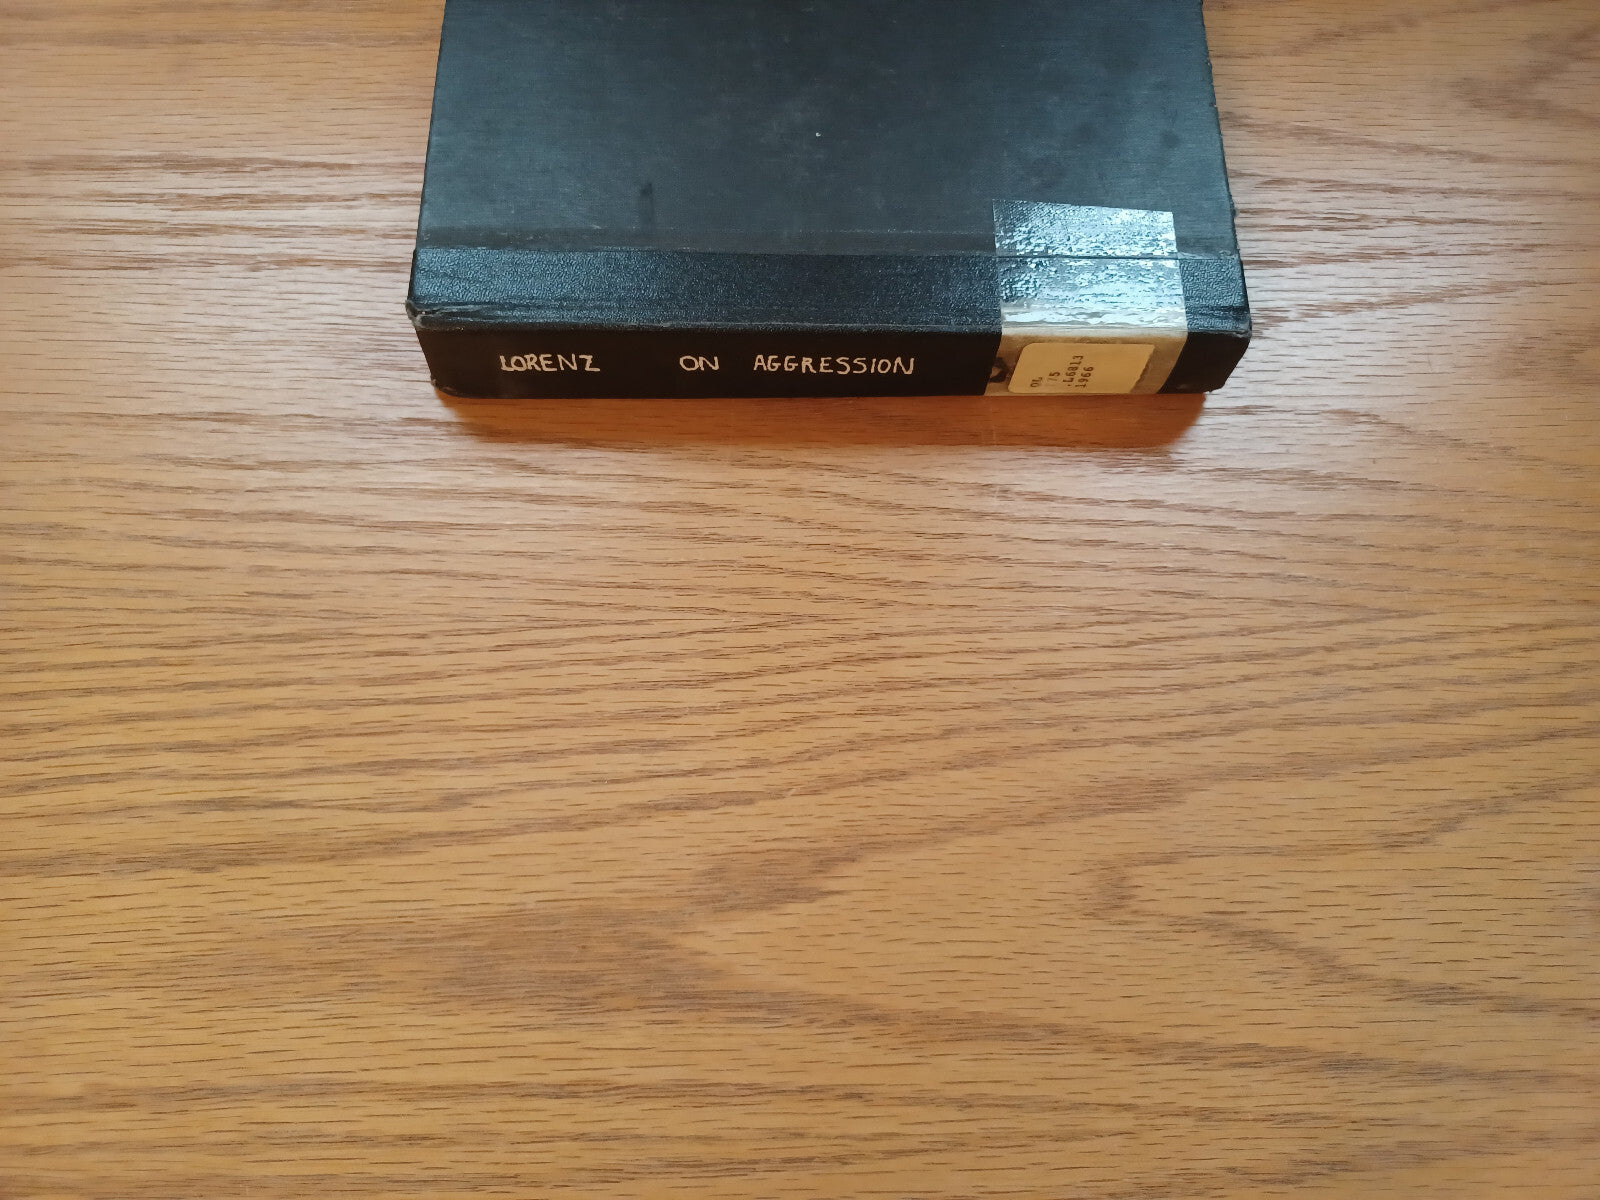 LORENZ ON AGGRESSION
QL
75
.L6813
1966